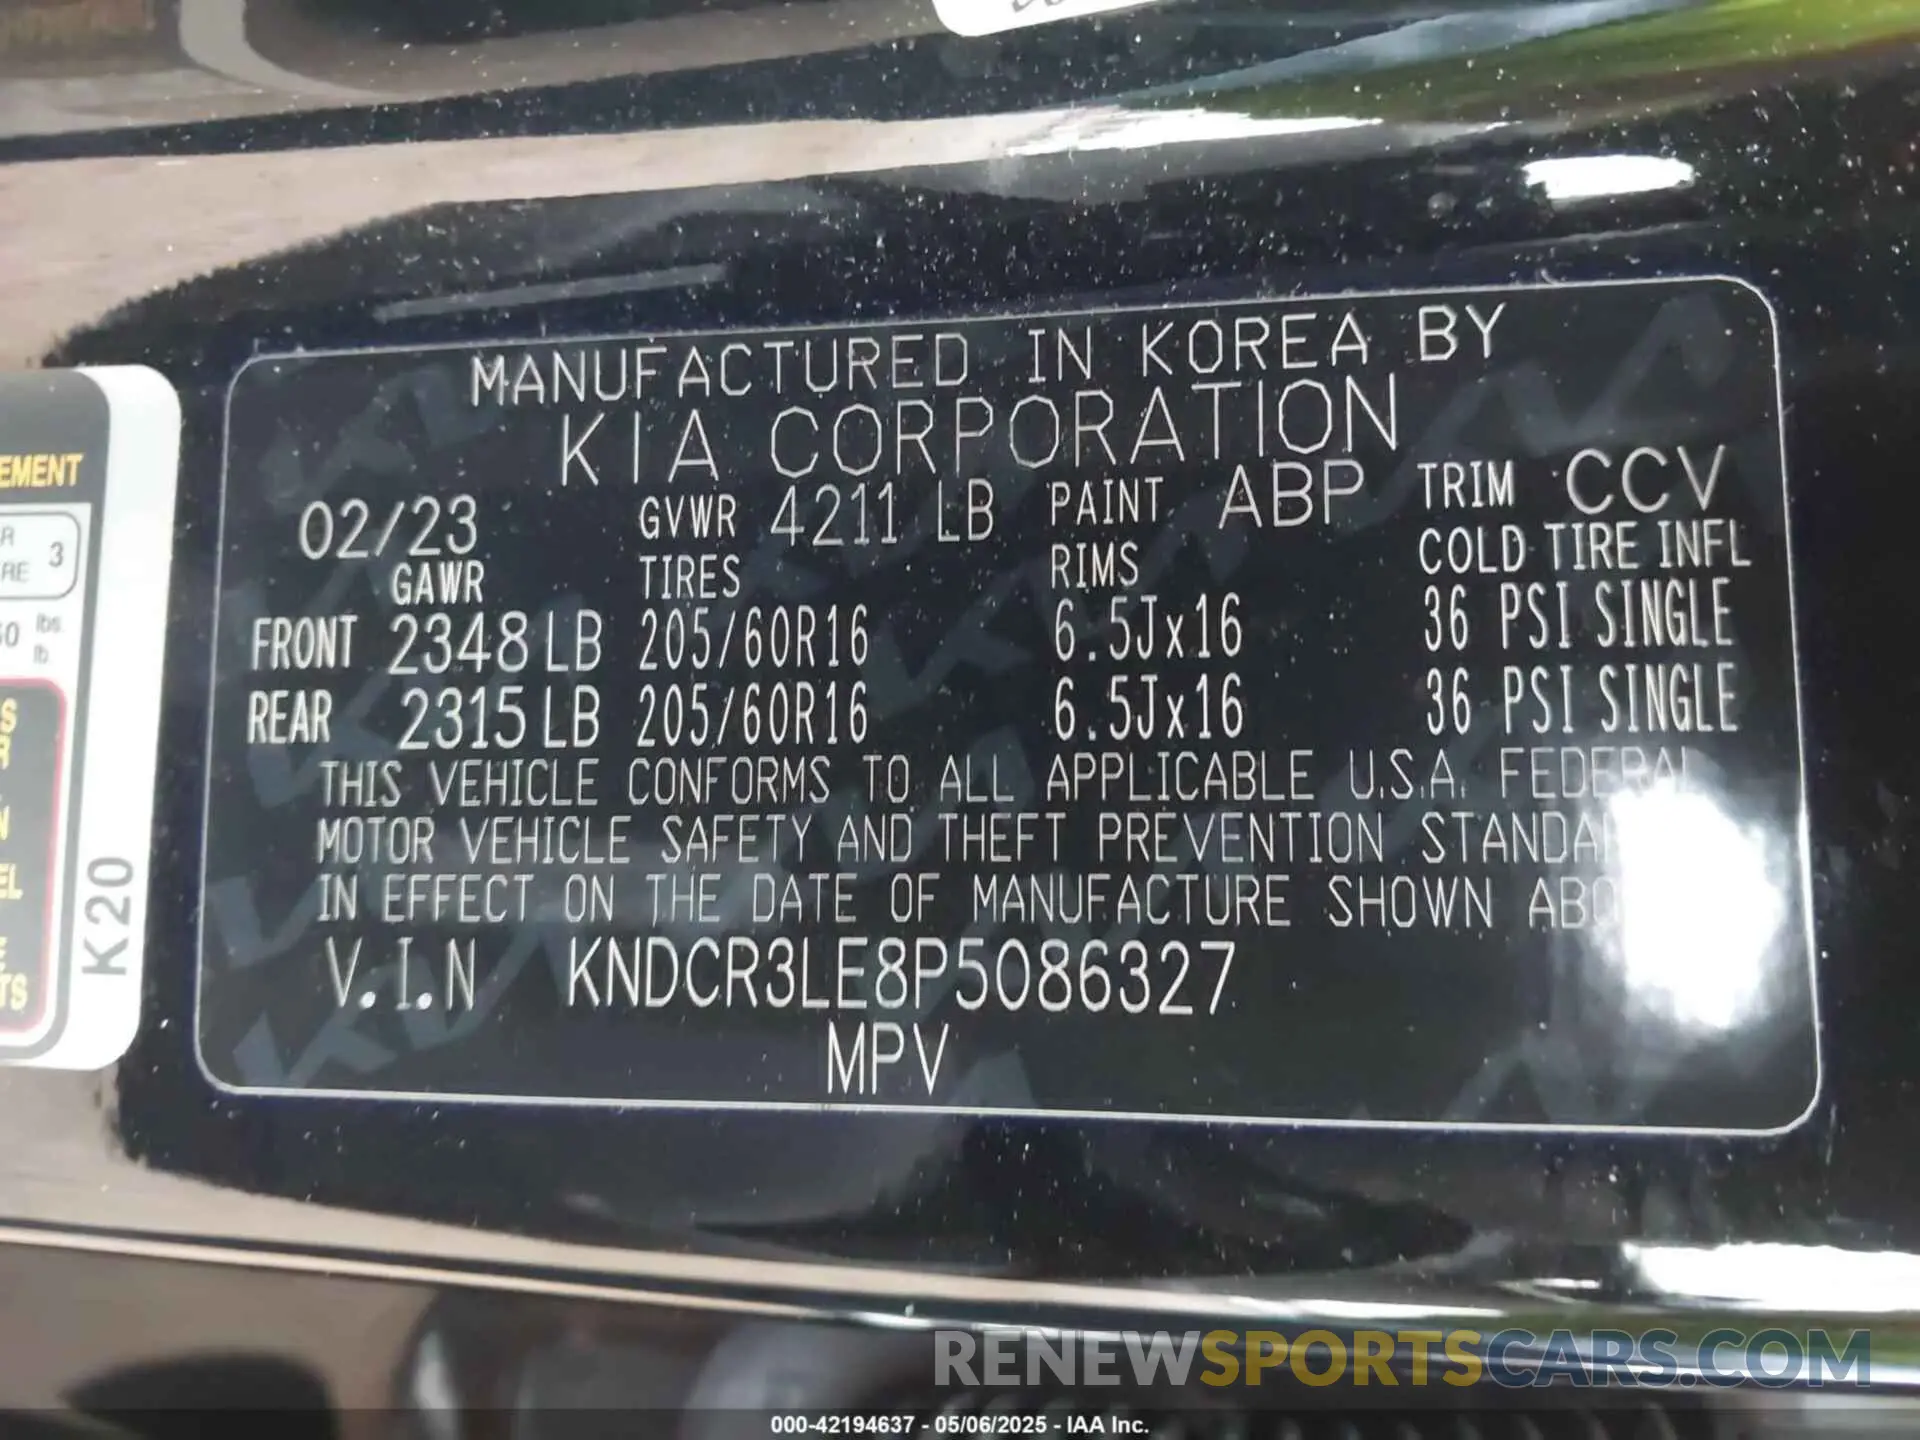 MANUFACTURED IN KOREA BY
KIA CORPORATION
02/23 GVWR 4211 LB PAINT ABP TRIM CCV
GAWR TIRES RIMS COLD TIRE INFL
FRONT 2348 LB 205/60R16 6.5Jx16 36 PSI SINGLE
REAR 2315 LB 205/60R16 6.5Jx16 36 PSI SINGLE
THIS VEHICLE CONFORMS TO ALL APPLICABLE U.S.A. FEDERAL
MOTOR VEHICLE SAFETY AND THEFT PREVENTION
IN EFFECT ON THE DATE OF MANUFACTURE SHOWN
V.I.N KNDCR3LE8P5086327
MPV
3
lbs.
lb.
K20
RENEWSPORTSCARS.COM
000-42194637 - 05/06/2025 - IAA Inc.